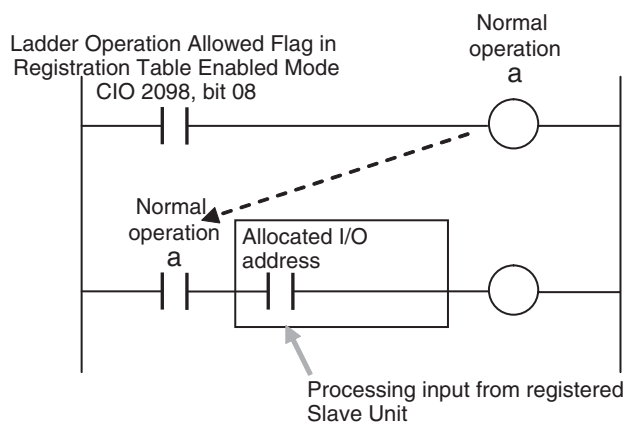 Normal
operation
a
Ladder Operation Allowed Flag in
Registration Table Enabled Mode
CIO 2098, bit 08
Normal
operation
a
Allocated I/O
address
Processing input from registered
Slave Unit